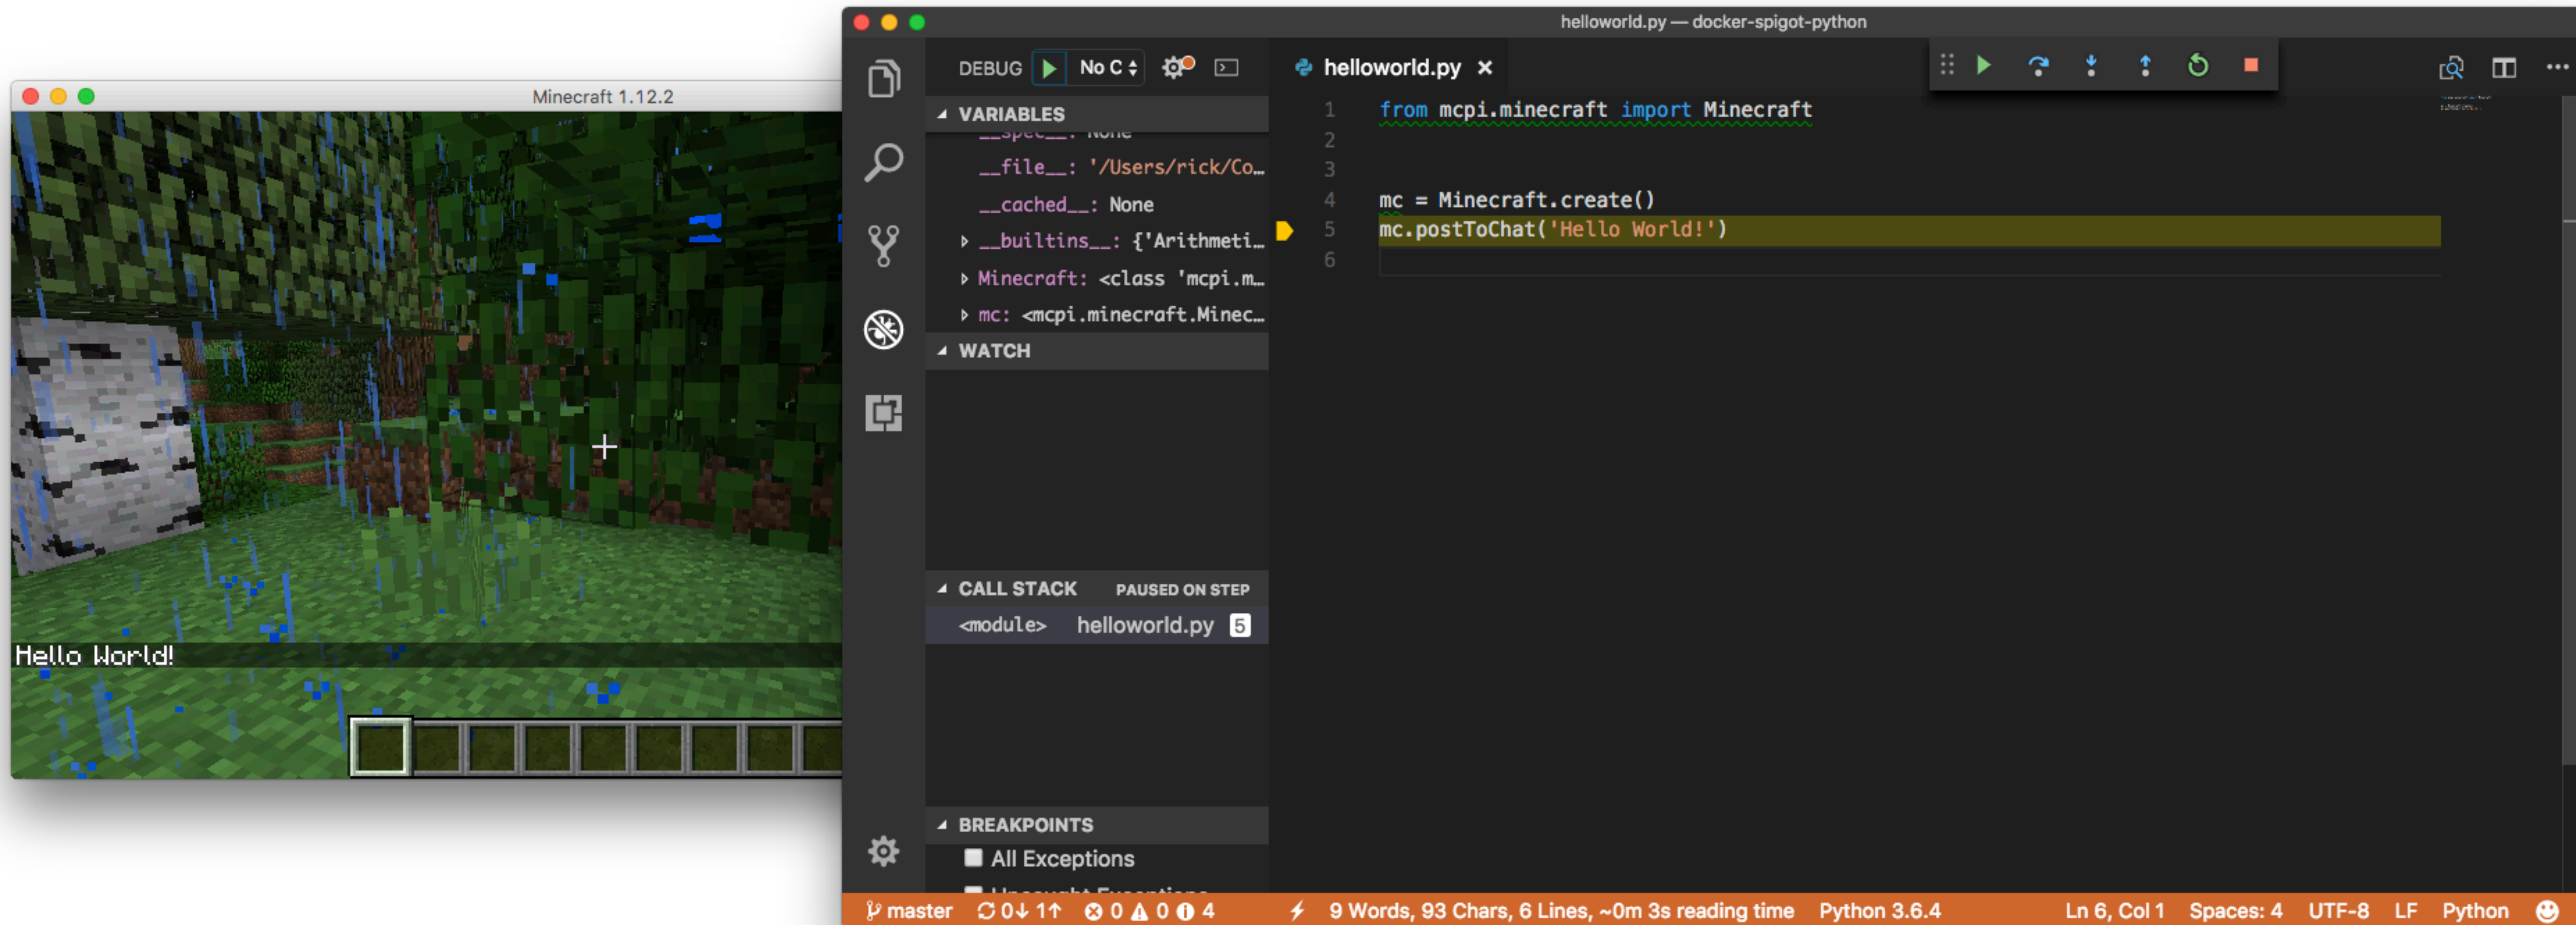 Minecraft 1.12.2
Hello World!
helloworld.py — docker-spigot-python
DEBUG No C
VARIABLES
__spec__: None
__file__: '/Users/rick/Co…
__cached__: None
__builtins__: {'Arithmeti…
Minecraft: <class 'mcpi.m…
mc: <mcpi.minecraft.Minec…
WATCH
CALL STACK PAUSED ON STEP
<module> helloworld.py 5
BREAKPOINTS
All Exceptions
Uncaught Exceptions
helloworld.py ×
1 from mcpi.minecraft import Minecraft
2
3
4 mc = Minecraft.create()
5 mc.postToChat('Hello World!')
6
master 0↓ 1↑ 0 0 4 9 Words, 93 Chars, 6 Lines, ~0m 3s reading time Python 3.6.4 Ln 6, Col 1 Spaces: 4 UTF-8 LF Python